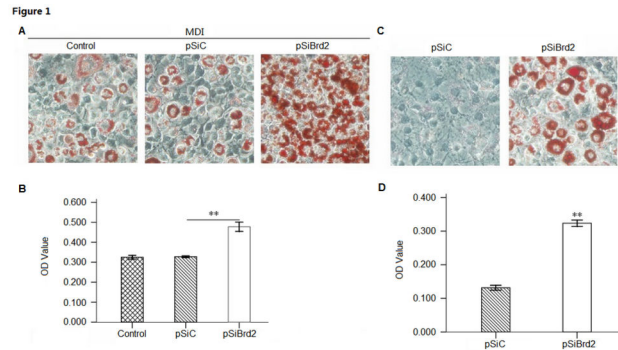 Figure 1
A
MDI
Control
pSiC
pSiBrd2
C
pSiC
pSiBrd2
B
0.600
0.500
0.400
0.300
0.200
0.100
0.000
OD Value
**
Control
pSiC
pSiBrd2
D
0.400
0.300
0.200
0.100
0.000
OD Value
**
pSiC
pSiBrd2